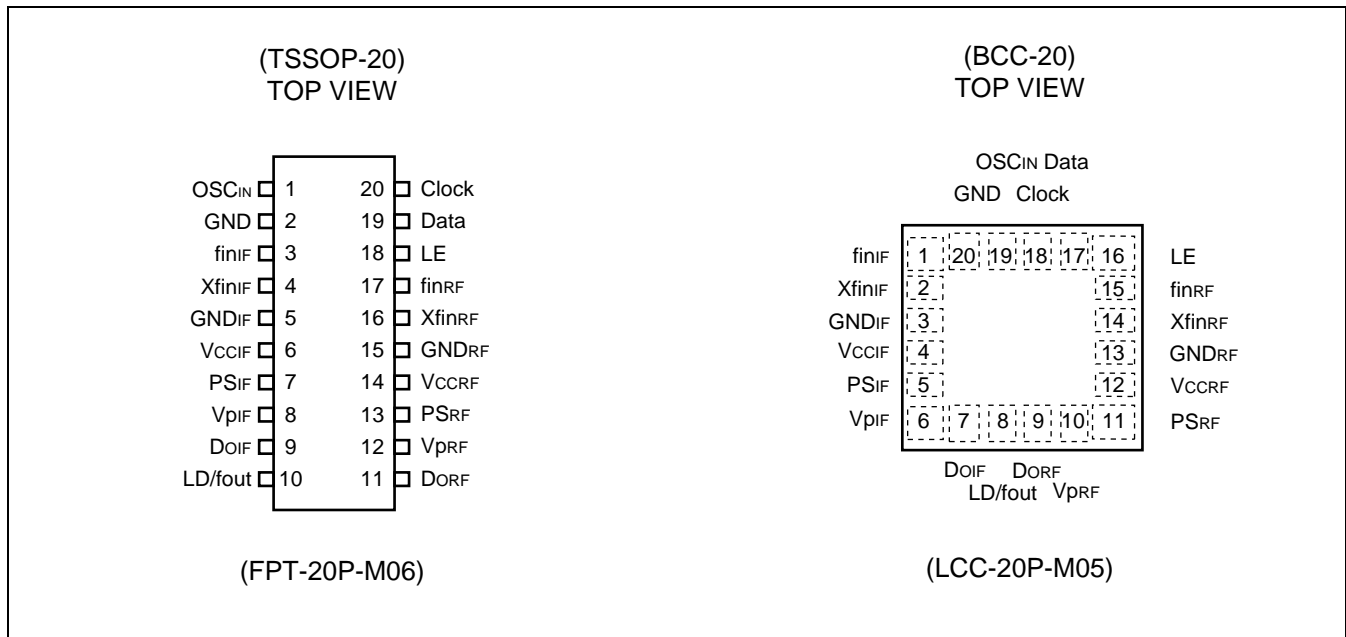 (TSSOP-20)
TOP VIEW
OSCIN 1 20 Clock
GND 2 19 Data
finIF 3 18 LE
XfinIF 4 17 finRF
GNDIF 5 16 XfinRF
VCCIF 6 15 GNDRF
PSIF 7 14 VCCRF
VpIF 8 13 PSRF
DOIF 9 12 VpRF
LD/fout 10 11 DORF
(FPT-20P-M06)
(BCC-20)
TOP VIEW
OSCIN Data
GND Clock
finIF 1 20 19 18 17 16 LE
XfinIF 2 15 finRF
GNDIF 3 14 XfinRF
VCCIF 4 13 GNDRF
PSIF 5 12 VCCRF
VpIF 6 7 8 9 10 11 PSRF
DOIF DORF
LD/fout VpRF
(LCC-20P-M05)